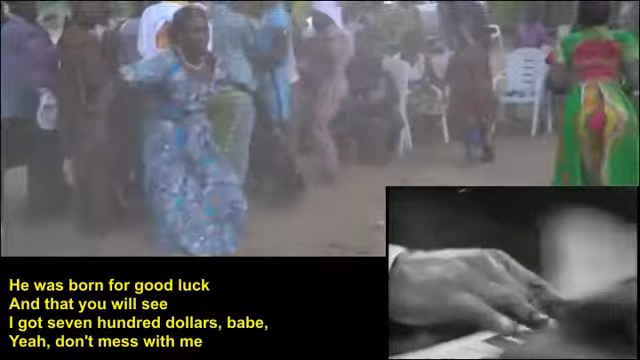 He was born for good luck
And that you will see
I got seven hundred dollars, babe,
Yeah, don't mess with me